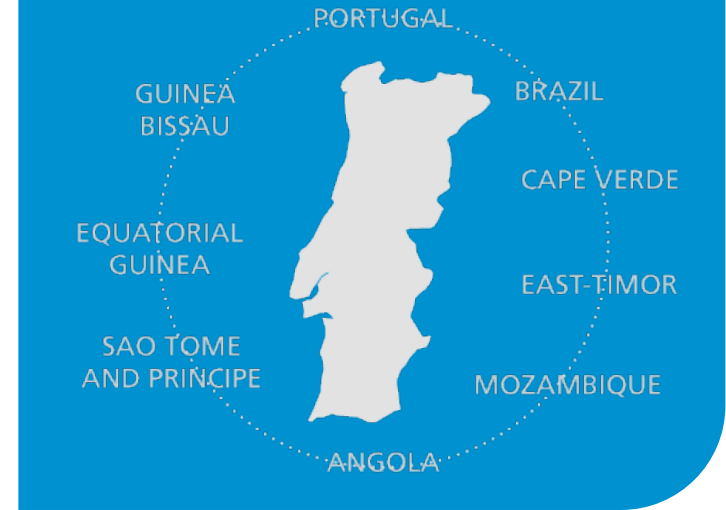 PORTUGAL
GUINEA
BISSAU
BRAZIL
CAPE VERDE
EQUATORIAL
GUINEA
EAST-TIMOR
SAO TOME
AND PRINCIPE
MOZAMBIQUE
ANGOLA